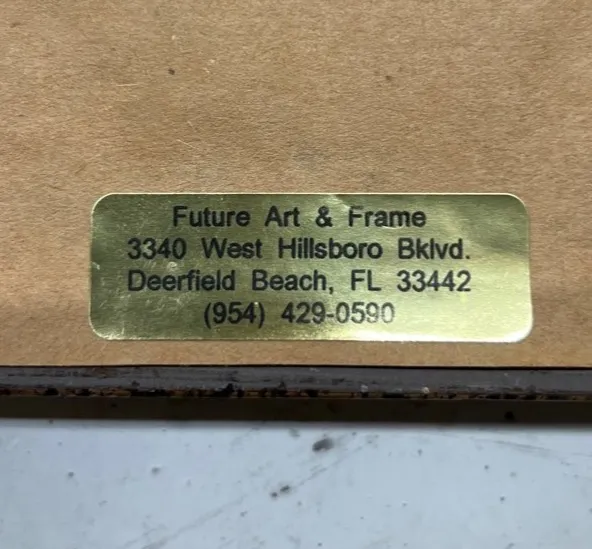 Future Art & Frame
3340 West Hillsboro Bklvd.
Deerfield Beach, FL 33442
(954) 429-0590